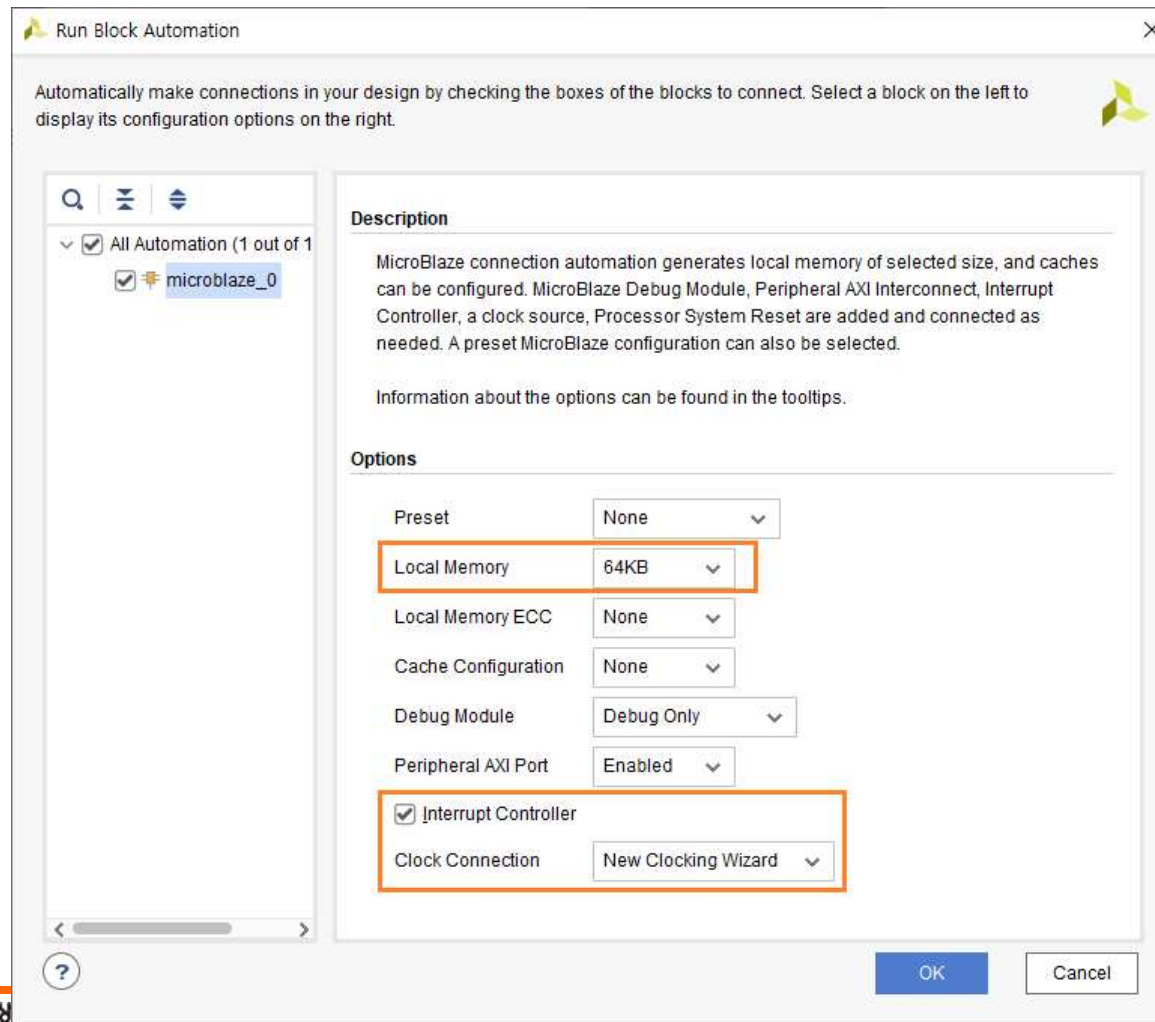 Run Block Automation
Automatically make connections in your design by checking the boxes of the blocks to connect. Select a block on the left to
display its configuration options on the right.
All Automation (1 out of 1
microblaze_0
Description
MicroBlaze connection automation generates local memory of selected size, and caches
can be configured. MicroBlaze Debug Module, Peripheral AXI Interconnect, Interrupt
Controller, a clock source, Processor System Reset are added and connected as
needed. A preset MicroBlaze configuration can also be selected.
Information about the options can be found in the tooltips.
Options
Preset None
Local Memory 64KB
Local Memory ECC None
Cache Configuration None
Debug Module Debug Only
Peripheral AXI Port Enabled
Interrupt Controller
Clock Connection New Clocking Wizard
?
OK Cancel